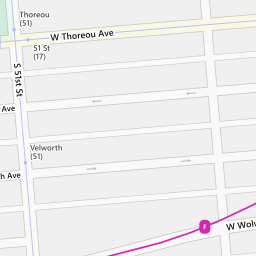 Thoreou
(51)
W Thoreou Ave
51 St
(17)
S 51st St
Ave
Velworth
(51)
h Ave
F
W Wolv